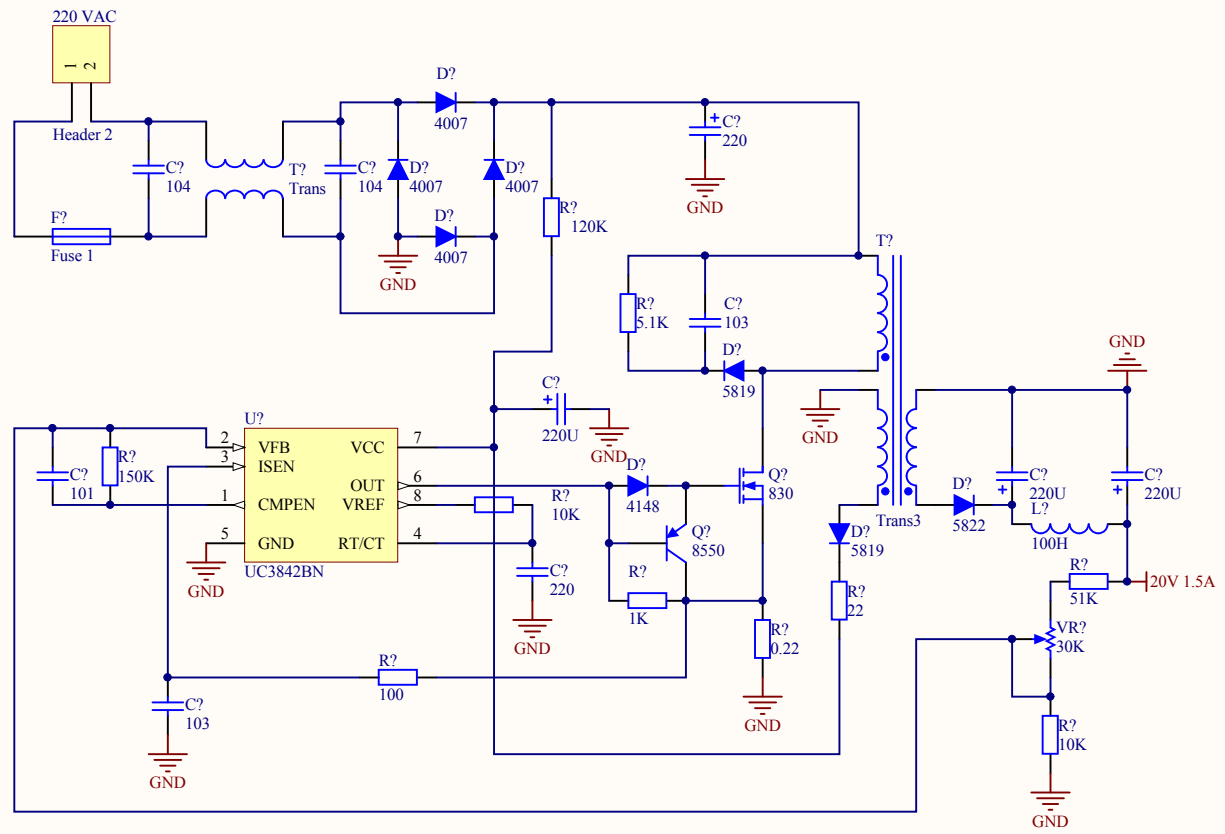 220 VAC
1
2
Header 2
F?
Fuse 1
C?
104
T?
Trans
C?
104
D?
4007
D?
4007
D?
4007
D?
4007
GND
R?
120K
C?
220
GND
T?
R?
5.1K
C?
103
D?
5819
GND
GND
Trans3
C?
220U
GND
U?
2
VFB
3
ISEN
1
CMPEN
5
GND
UC3842BN
VCC
7
OUT
6
VREF
8
RT/CT
4
C?
101
R?
150K
GND
R?
10K
C?
220
GND
D?
4148
Q?
8550
R?
1K
Q?
830
R?
0.22
GND
D?
5819
R?
22
D?
5822
C?
220U
C?
220U
L?
100H
R?
51K
20V 1.5A
VR?
30K
R?
10K
GND
R?
100
C?
103
GND